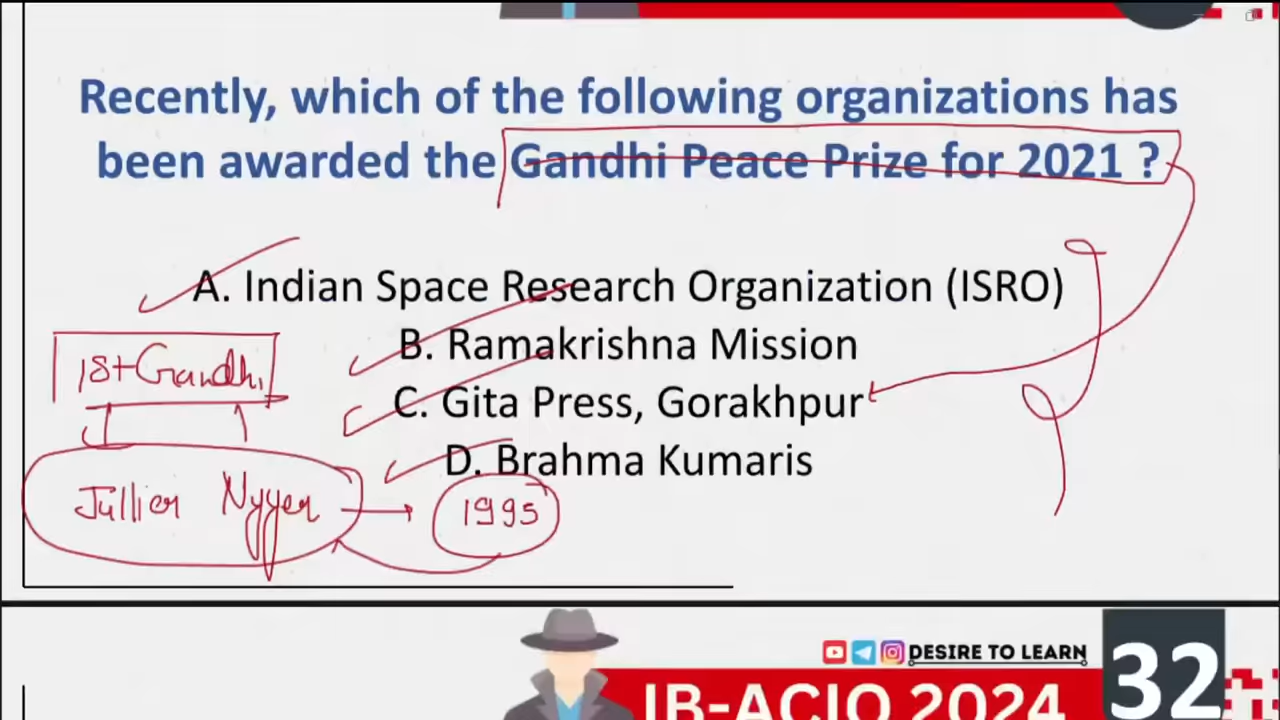 Recently, which of the following organizations has
been awarded the Gandhi Peace Prize for 2021 ?
A. Indian Space Research Organization (ISRO)
B. Ramakrishna Mission
C. Gita Press, Gorakhpur
D. Brahma Kumaris
1st Gandhi
Jullier Nyyer
1995
DESIRE TO LEARN
32
IB-ACIO 2024